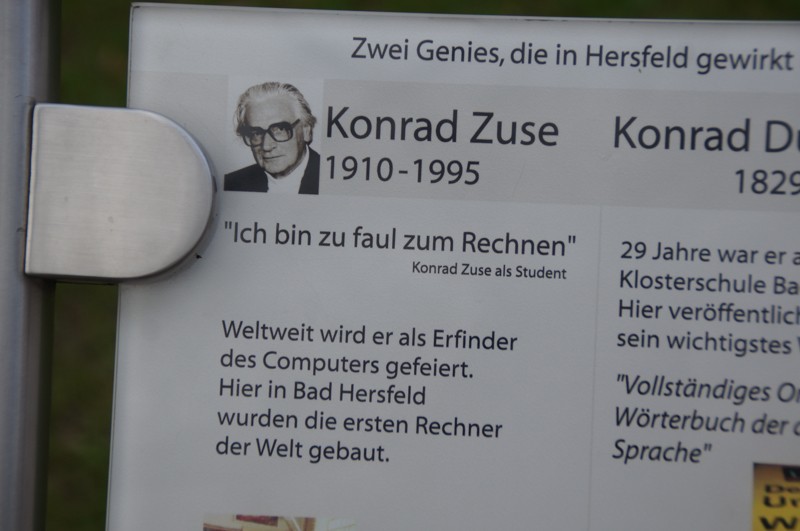 Zwei Genies, die in Hersfeld gewirkt
Konrad Zuse
1910-1995
"Ich bin zu faul zum Rechnen"
Konrad Zuse als Student
Weltweit wird er als Erfinder
des Computers gefeiert.
Hier in Bad Hersfeld
wurden die ersten Rechner
der Welt gebaut.
Konrad
1829
29 Jahre war er
Klosterschule
Hier
sein wichtigstes
"Vollständiges
Wörterbuch der
Sprache"